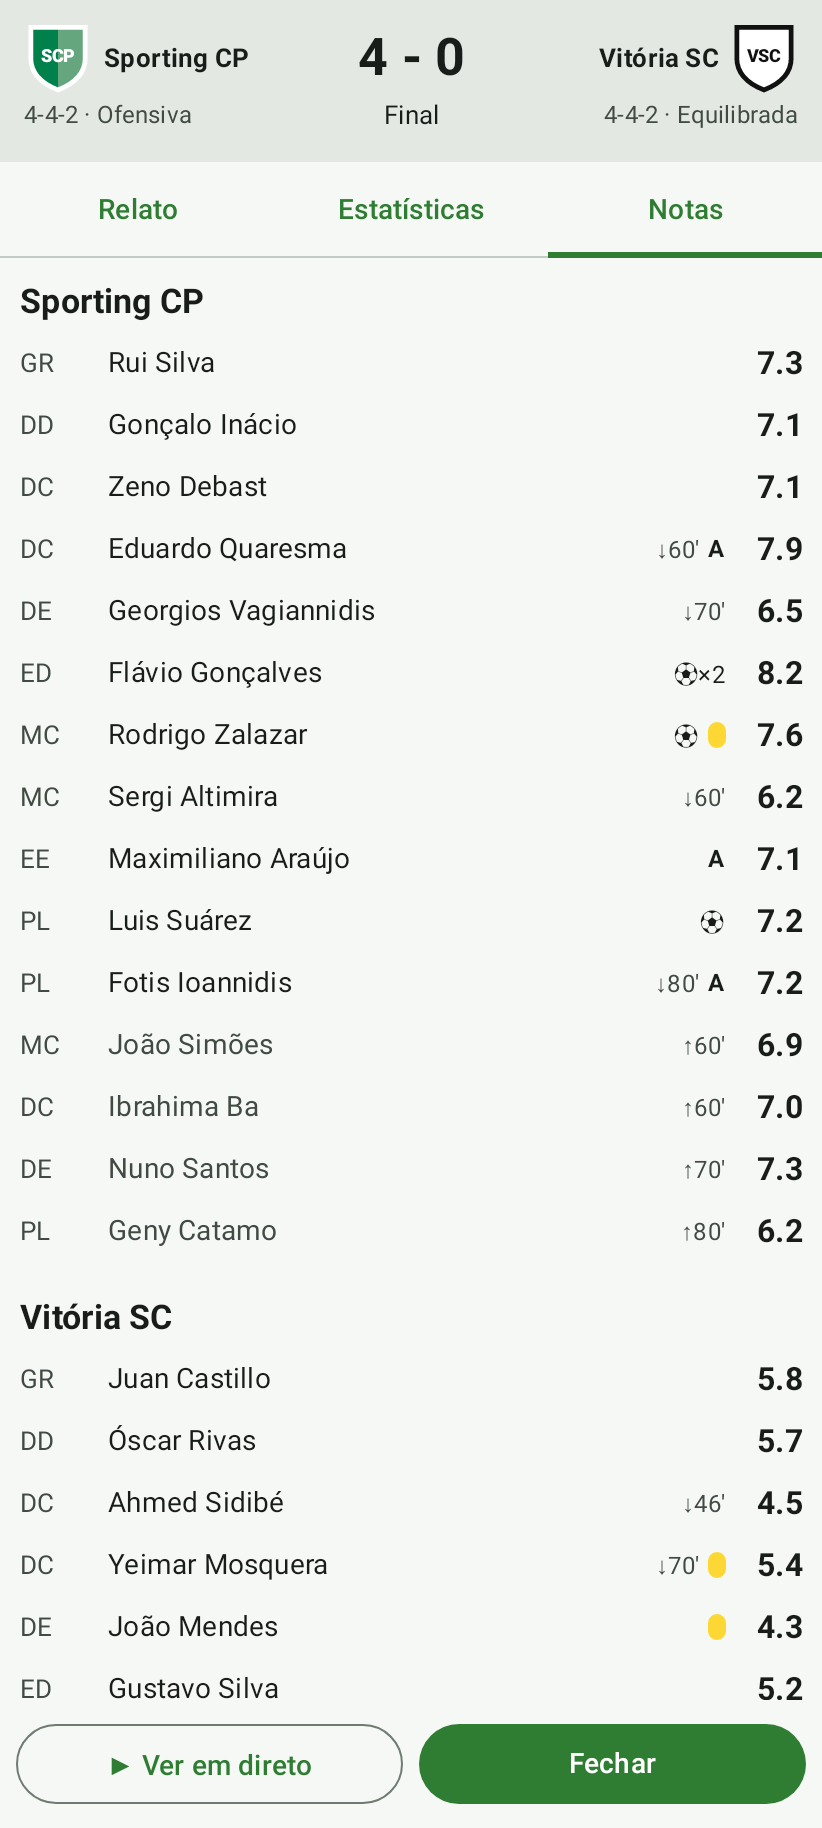 SCP Sporting CP 4 - 0 Vitória SC VSC
4-4-2 · Ofensiva Final 4-4-2 · Equilibrada
Relato Estatísticas Notas
Sporting CP
GR Rui Silva 7.3
DD Gonçalo Inácio 7.1
DC Zeno Debast 7.1
DC Eduardo Quaresma ↓60' A 7.9
DE Georgios Vagiannidis ↓70' 6.5
ED Flávio Gonçalves ⚽×2 8.2
MC Rodrigo Zalazar ⚽ 7.6
MC Sergi Altimira ↓60' 6.2
EE Maximiliano Araújo A 7.1
PL Luis Suárez ⚽ 7.2
PL Fotis Ioannidis ↓80' A 7.2
MC João Simões ↑60' 6.9
DC Ibrahima Ba ↑60' 7.0
DE Nuno Santos ↑70' 7.3
PL Geny Catamo ↑80' 6.2
Vitória SC
GR Juan Castillo 5.8
DD Óscar Rivas 5.7
DC Ahmed Sidibé ↓46' 4.5
DC Yeimar Mosquera ↓70' 5.4
DE João Mendes 4.3
ED Gustavo Silva 5.2
► Ver em direto Fechar